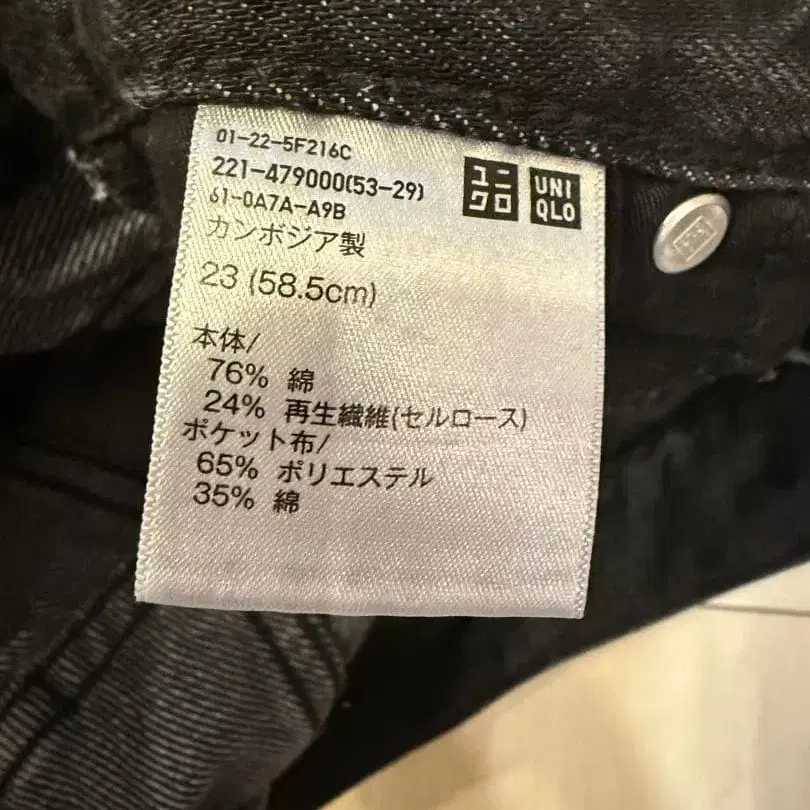 01-22-5F216C
221-479000(53-29)
61-0A7A-A9B
ユニ
クロ
UNI
QLO
カンボジア製
23 (58.5cm)
本体/
76% 綿
24% 再生繊維(セルロース)
ポケット布/
65% ポリエステル
35% 綿